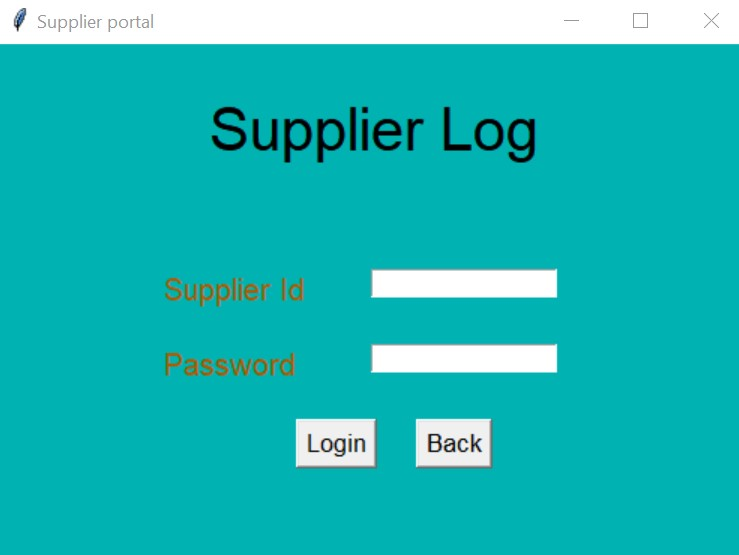 Supplier portal
Supplier Log
Supplier Id
Password
Login Back